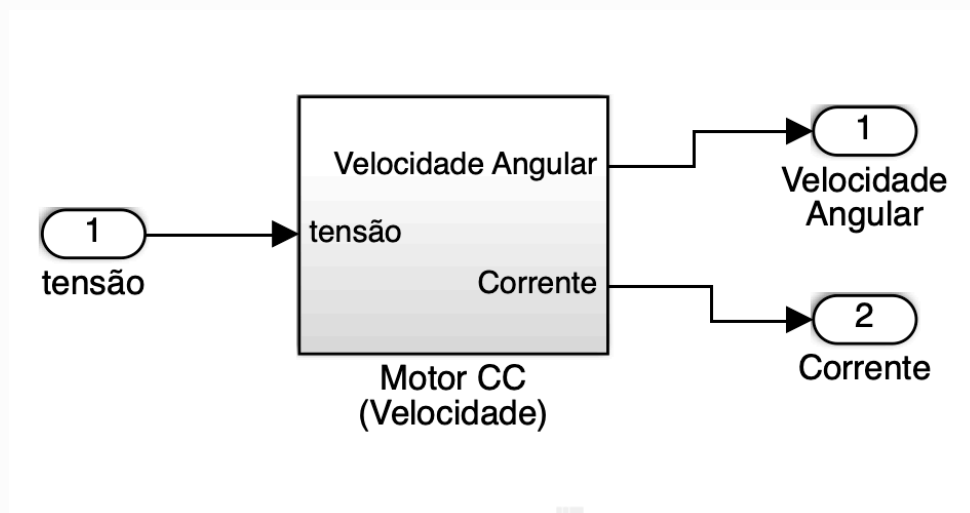 1
tensão
Velocidade Angular
tensão
Corrente
Motor CC
(Velocidade)
1
Velocidade
Angular
2
Corrente